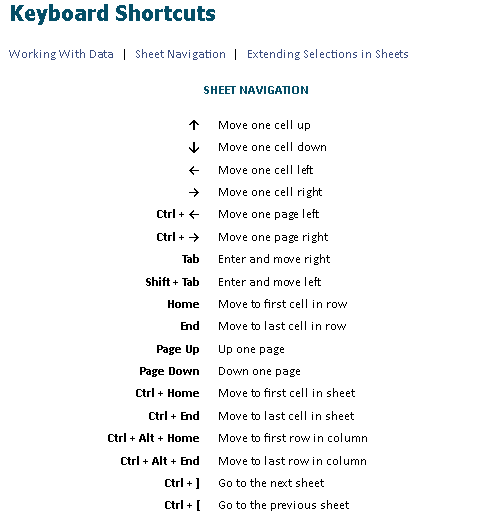 Keyboard Shortcuts
Working With Data | Sheet Navigation | Extending Selections in Sheets
SHEET NAVIGATION
↑ Move one cell up
↓ Move one cell down
← Move one cell left
→ Move one cell right
Ctrl + ← Move one page left
Ctrl + → Move one page right
Tab Enter and move right
Shift + Tab Enter and move left
Home Move to first cell in row
End Move to last cell in row
Page Up Up one page
Page Down Down one page
Ctrl + Home Move to first cell in sheet
Ctrl + End Move to last cell in sheet
Ctrl + Alt + Home Move to first row in column
Ctrl + Alt + End Move to last row in column
Ctrl + ] Go to the next sheet
Ctrl + [ Go to the previous sheet